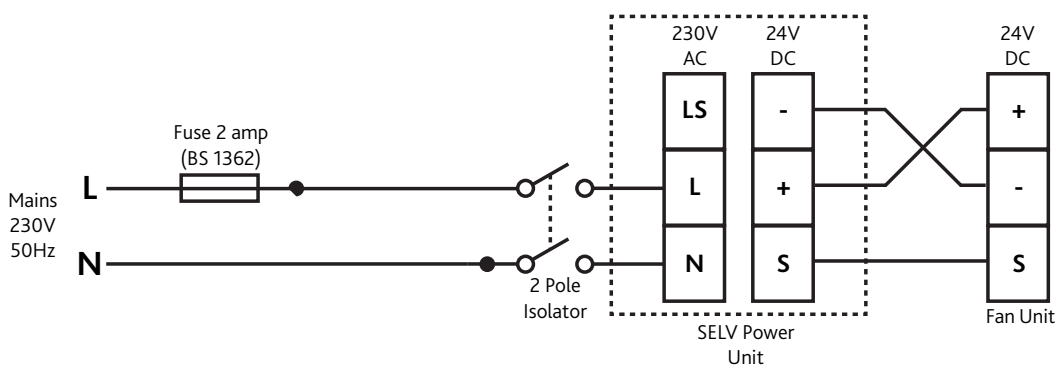 230V
AC
24V
DC
24V
DC
LS
-
+
Fuse 2 amp
(BS 1362)
Mains
230V
50Hz
L
L
+
-
N
N
S
S
2 Pole
Isolator
SELV Power
Unit
Fan Unit